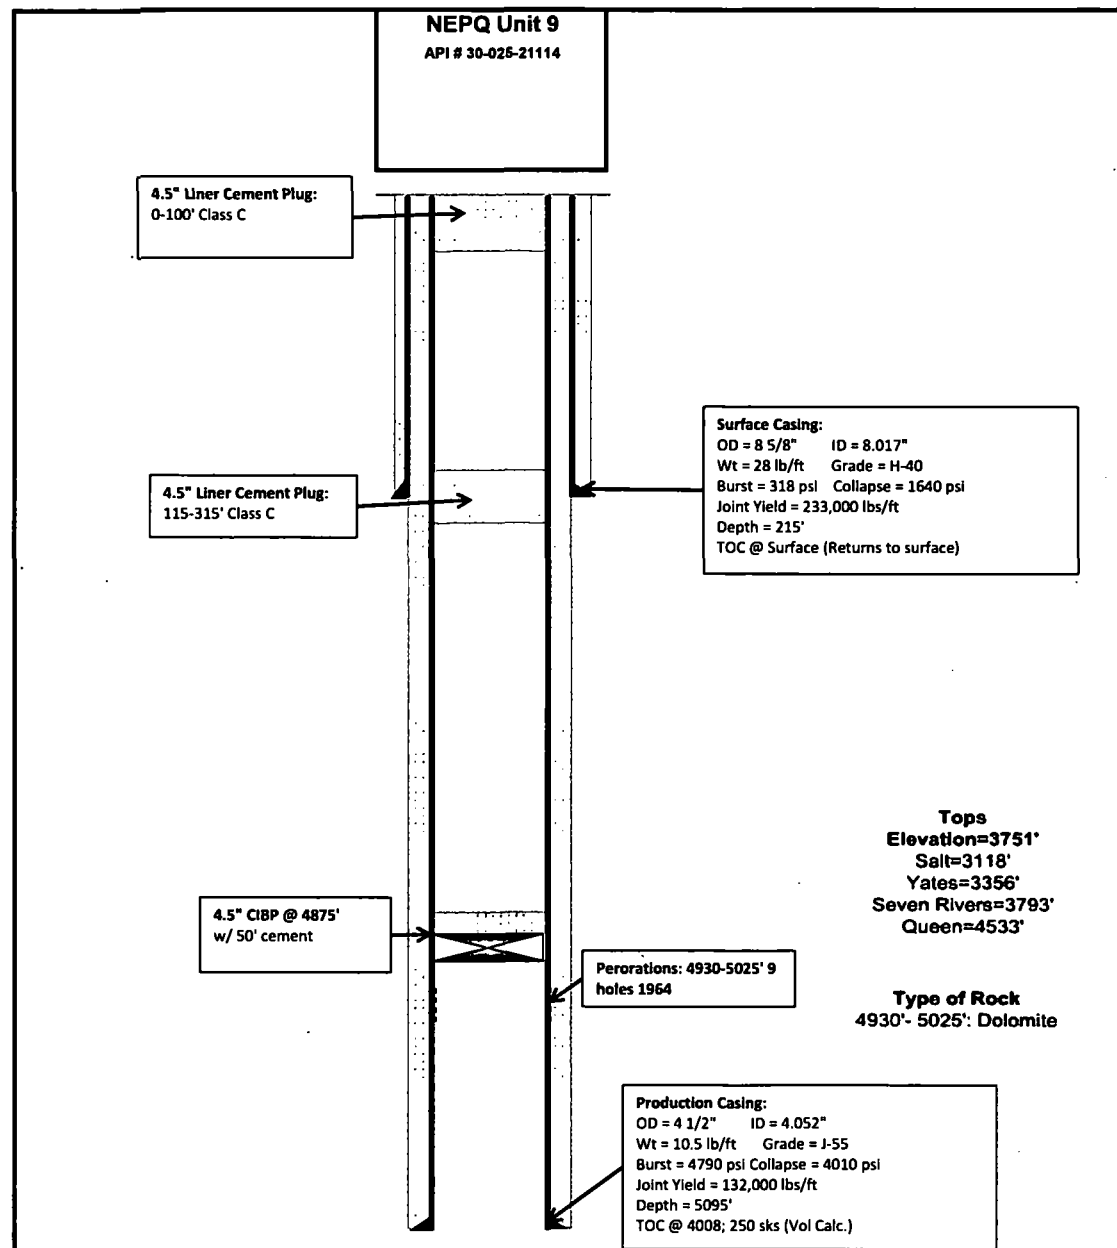 NEPQ Unit 9
API # 30-025-21114
4.5" Liner Cement Plug:
0-100' Class C
4.5" Liner Cement Plug:
115-315' Class C
Surface Casing:
OD = 8 5/8" ID = 8.017"
Wt = 28 lb/ft Grade = H-40
Burst = 318 psi Collapse = 1640 psi
Joint Yield = 233,000 lbs/ft
Depth = 215'
TOC @ Surface (Returns to surface)
Tops
Elevation=3751'
Salt=3118'
Yates=3356'
Seven Rivers=3793'
Queen=4533'
4.5" CIBP @ 4875'
w/ 50' cement
Perorations: 4930-5025' 9
holes 1964
Type of Rock
4930'- 5025': Dolomite
Production Casing:
OD = 4 1/2" ID = 4.052"
Wt = 10.5 lb/ft Grade = J-55
Burst = 4790 psi Collapse = 4010 psi
Joint Yield = 132,000 lbs/ft
Depth = 5095'
TOC @ 4008; 250 sks (Vol Calc.)